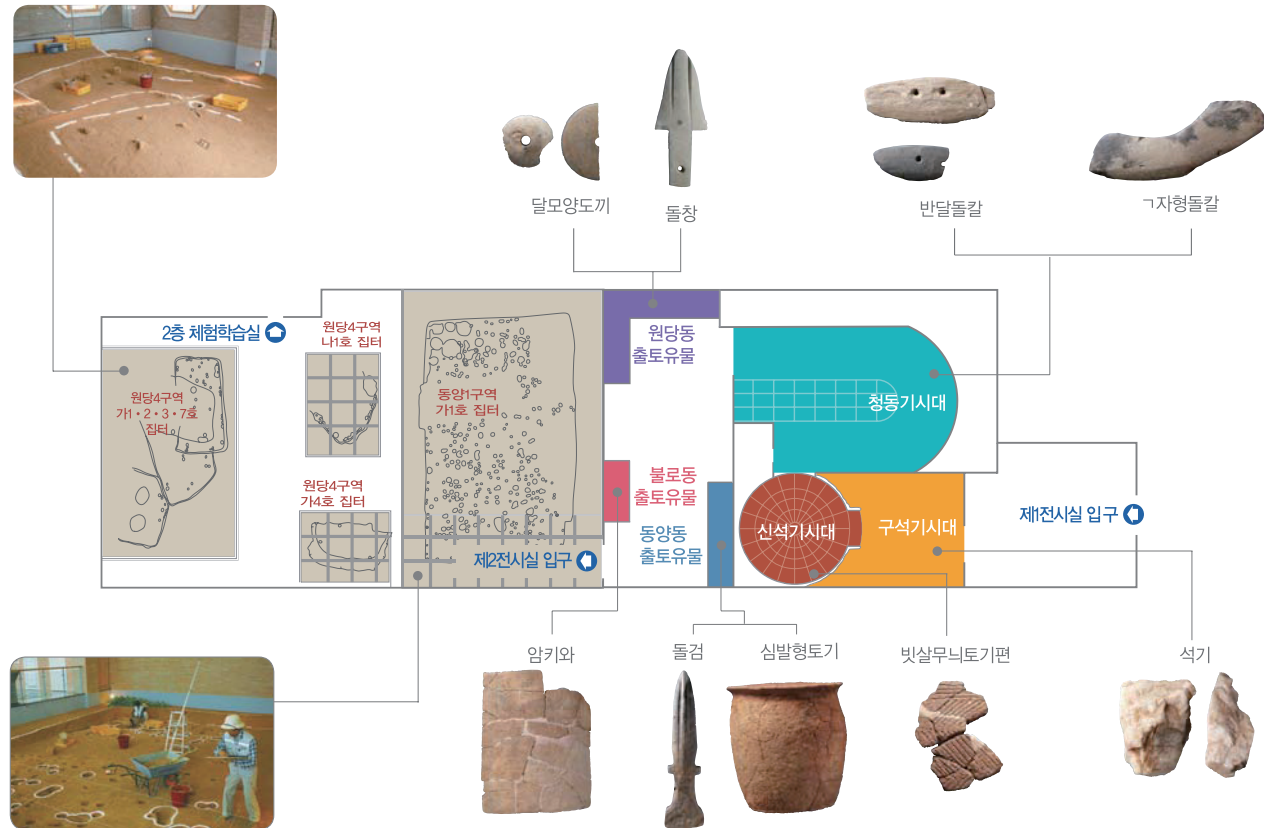 달모양도끼
돌창
반달돌칼
ㄱ자형돌칼
2층 체험학습실
원당4구역
나1호 집터
원당동
출토유물
원당4구역
가1·2·3·7호
집터
동양1구역
가1호 집터
청동기시대
원당4구역
가4호 집터
불로동
출토유물
동양동
출토유물
신석기시대
구석기시대
제1전시실 입구
제2전시실 입구
암키와
돌검
심발형토기
빗살무늬토기편
석기